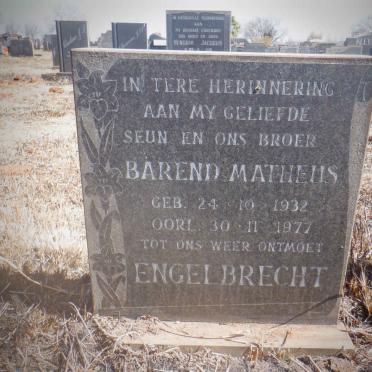 IN TERE HERINNERING
AAN MY GELIEFDE
SEUN EN ONS BROER
BAREND MATHEUS
GEB. 24-10-1932
OORL. 30-11-1977
TOT ONS WEER ONTMOET
ENGELBRECHT